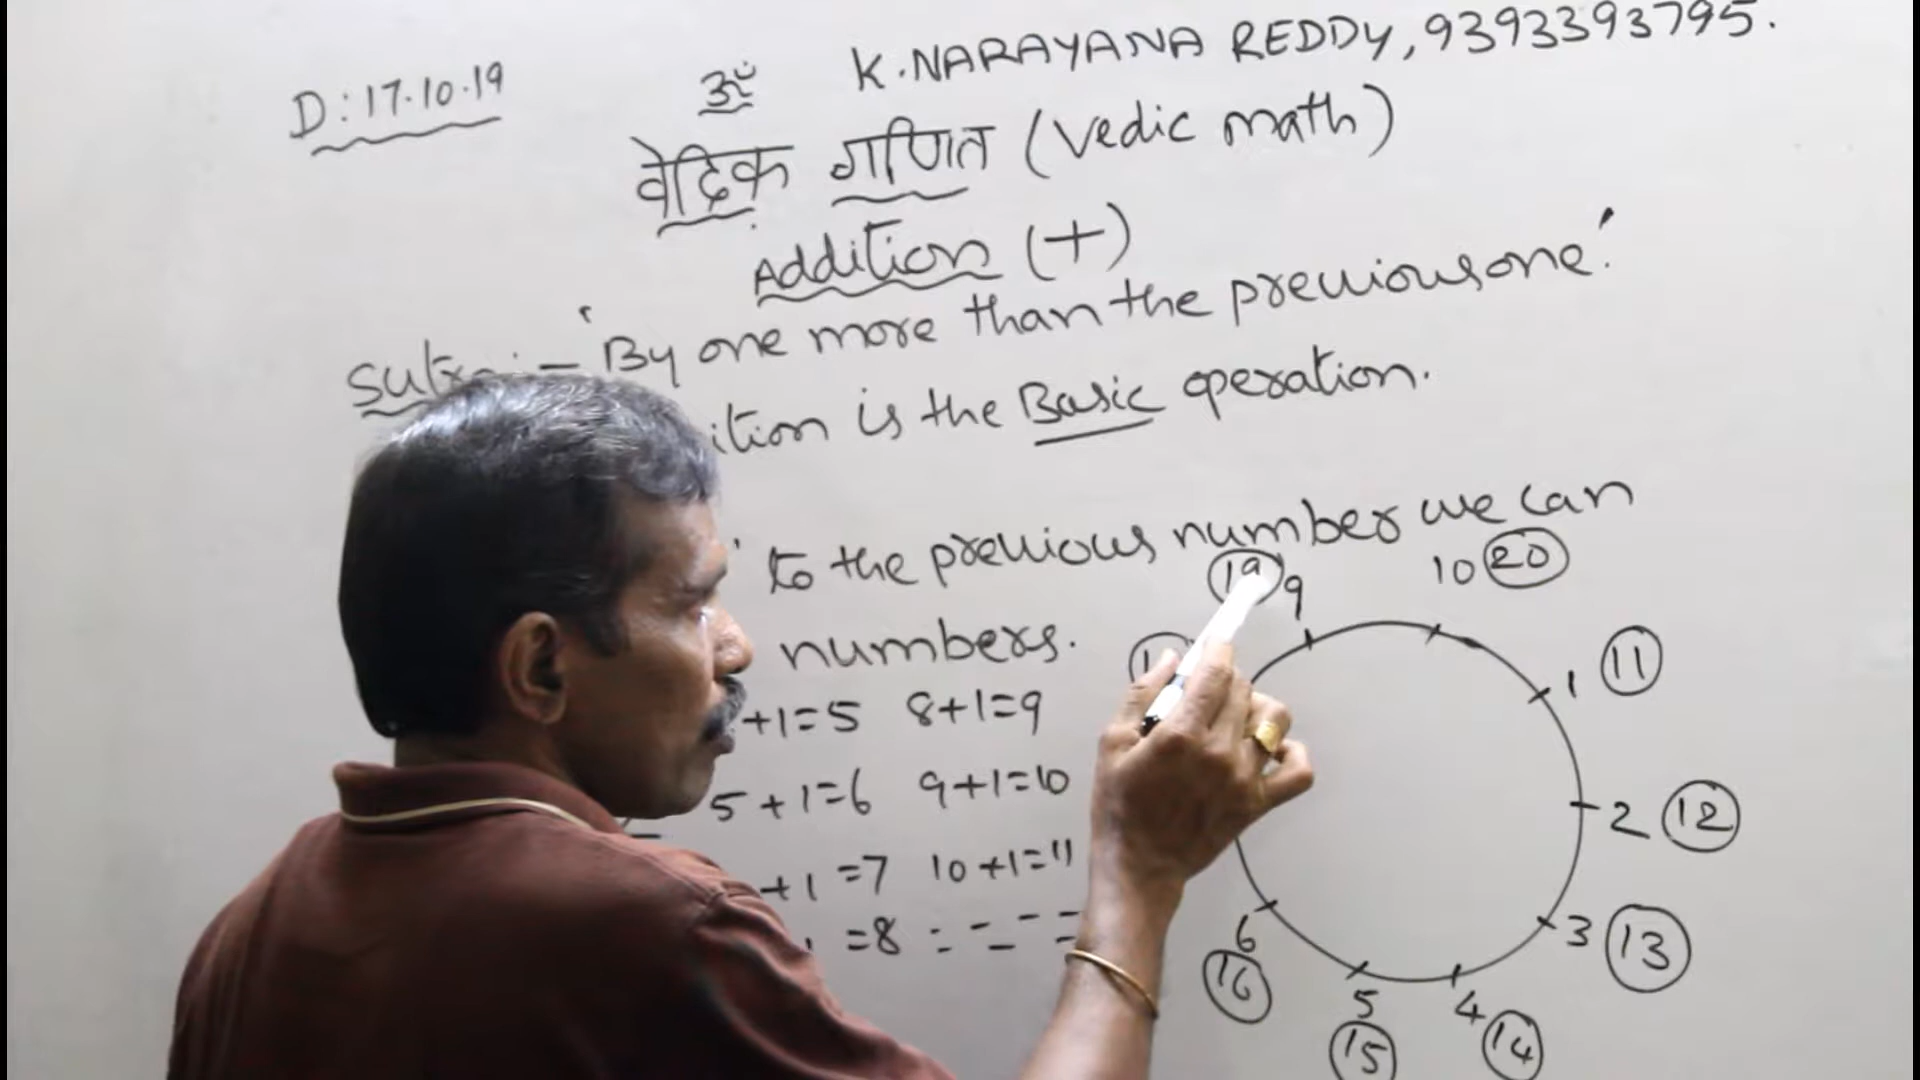 D:17.10.19
ॐ K.NARAYANA REDDY, 9393393795.
वेदिक गणित (Vedic math)
Addition (+)
Sutra :- 'By one more than the previous one.'
is the Basic operation.
to the previous number we can
numbers.
+1=5 8+1=9
5+1=6 9+1=10
+1=7 10+1=11
=8
19 9
10 20
1 11
2 12
3 13
4 14
5 15
6 16